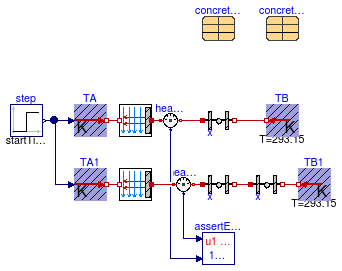 concret... concret...
step TA hea... TB
K K
startTi... T=293.15
TA1 hea... TB1
K x K
x x T=293.15
assertE...
u1 ...
1...